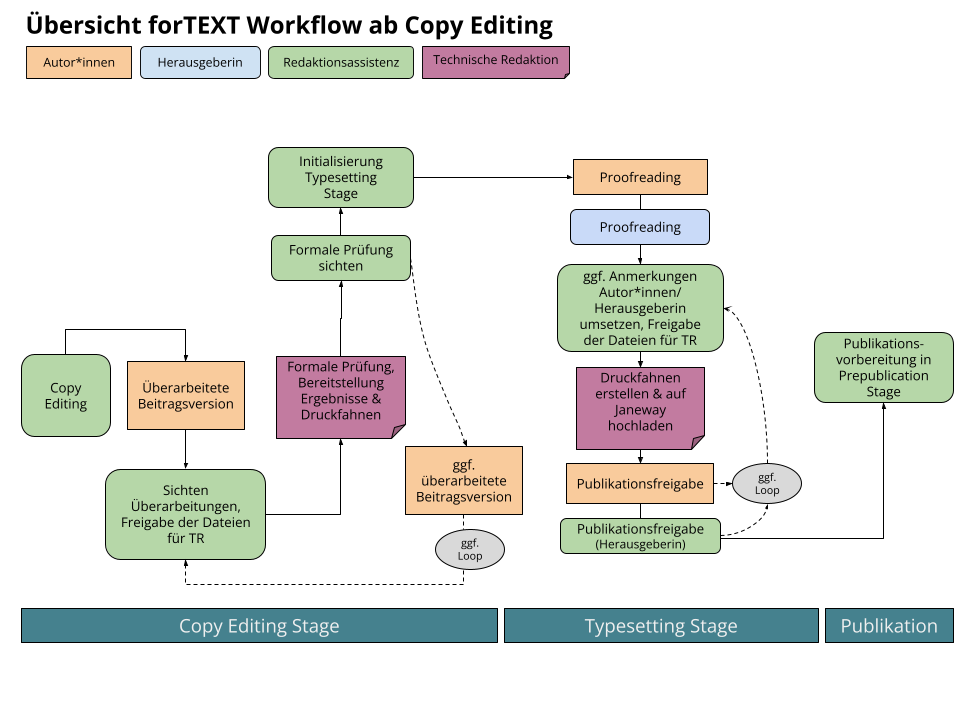 Übersicht forTEXT Workflow ab Copy Editing
Autor*innen
Herausgeberin
Redaktionsassistenz
Technische Redaktion
Initialisierung
Typesetting
Stage
Formale Prüfung
sichten
Copy
Editing
Überarbeitete
Beitragsversion
Formale Prüfung,
Bereitstellung
Ergebnisse &
Druckfahnen
Sichten
Überarbeitungen,
Freigabe der Dateien
für TR
ggf.
überarbeitete
Beitragsversion
ggf.
Loop
Proofreading
Proofreading
ggf. Anmerkungen
Autor*innen/
Herausgeberin
umsetzen, Freigabe
der Dateien für TR
Druckfahnen
erstellen & auf
Janeway
hochladen
Publikationsfreigabe
ggf.
Loop
Publikationsfreigabe
(Herausgeberin)
Publikations-
vorbereitung in
Prepublication
Stage
Copy Editing Stage
Typesetting Stage
Publikation